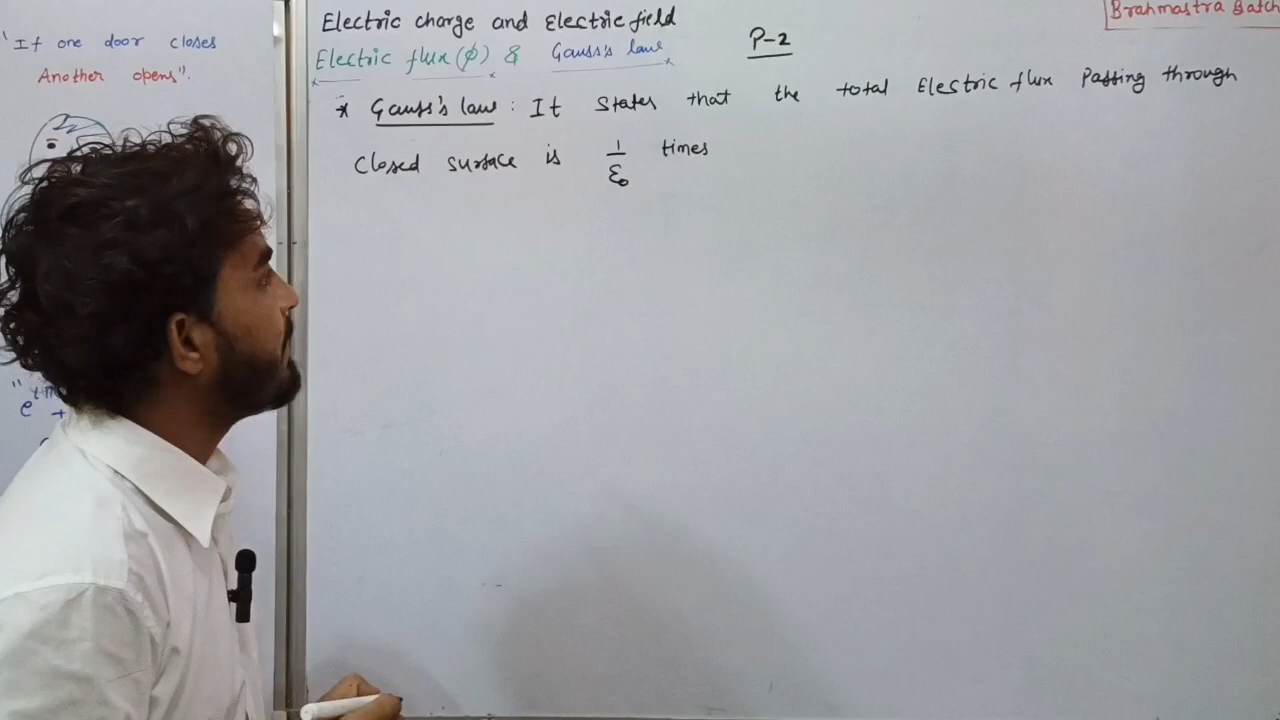 "If one door closes
Another opens".
Electric charge and Electric field
Electric flux(ϕ) & Gauss's law
P-2
Brahmastra Batch
* Gauss's law : It states that the total Electric flux passing through
closed surface is 1/ε₀ times